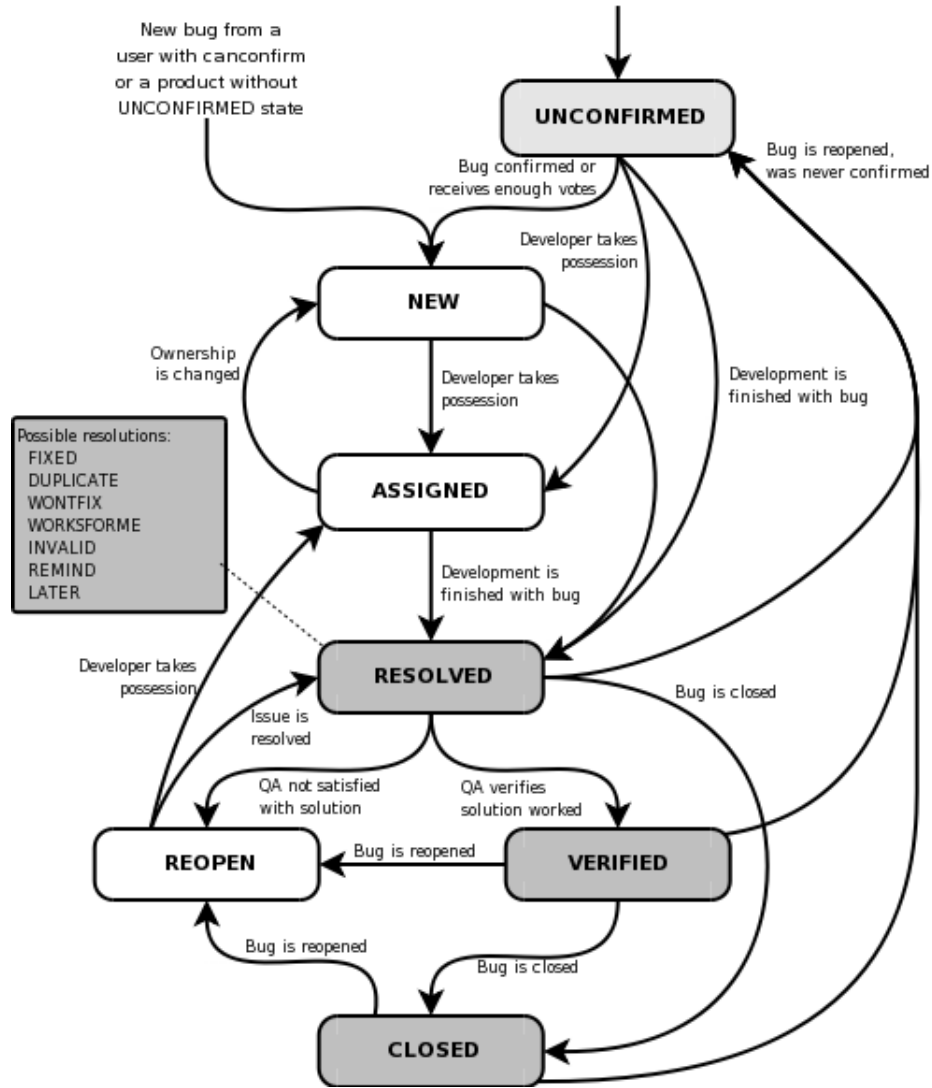 New bug from a
user with canconfirm
or a product without
UNCONFIRMED state
UNCONFIRMED
Bug is reopened,
was never confirmed
Bug confirmed or
receives enough votes
Developer takes
possession
NEW
Ownership
is changed
Developer takes
possession
Development is
finished with bug
Possible resolutions:
FIXED
DUPLICATE
WONTFIX
WORKSFORME
INVALID
REMIND
LATER
ASSIGNED
Development is
finished with bug
Developer takes
possession
RESOLVED
Bug is closed
Issue is
resolved
QA not satisfied
with solution
QA verifies
solution worked
REOPEN
Bug is reopened
VERIFIED
Bug is reopened
Bug is closed
CLOSED